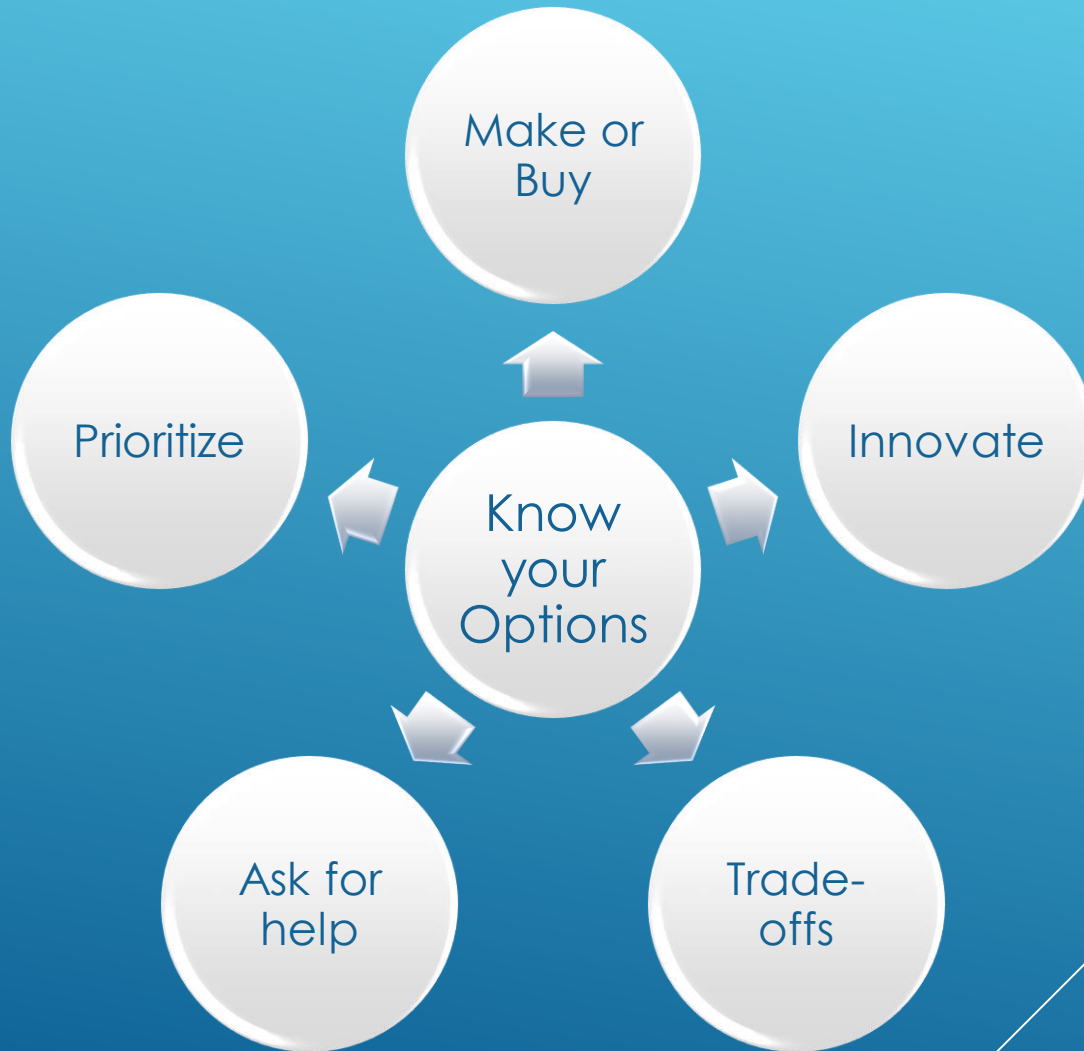 Make or
Buy
Prioritize
Innovate
Know
your
Options
Ask for
help
Trade-
offs